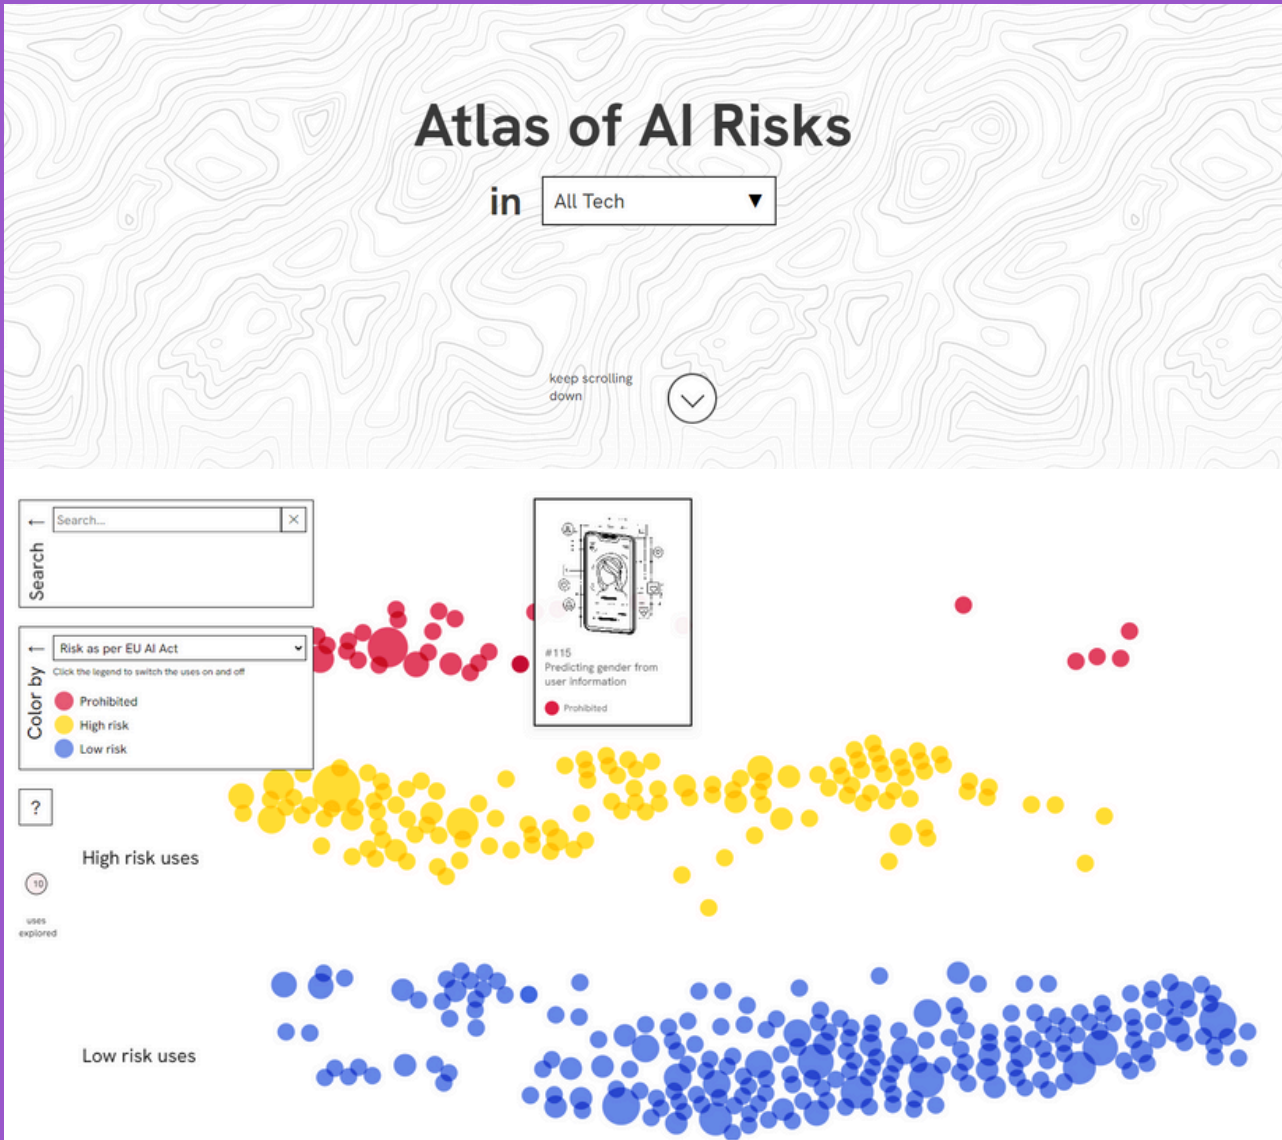 Atlas of AI Risks
in All Tech
keep scrolling
down
Search
Search...
Color by
Risk as per EU AI Act
Click the legend to switch the uses on and off
Prohibited
High risk
Low risk
#115
Predicting gender from
user information
Prohibited
?
High risk uses
10
uses
explored
Low risk uses